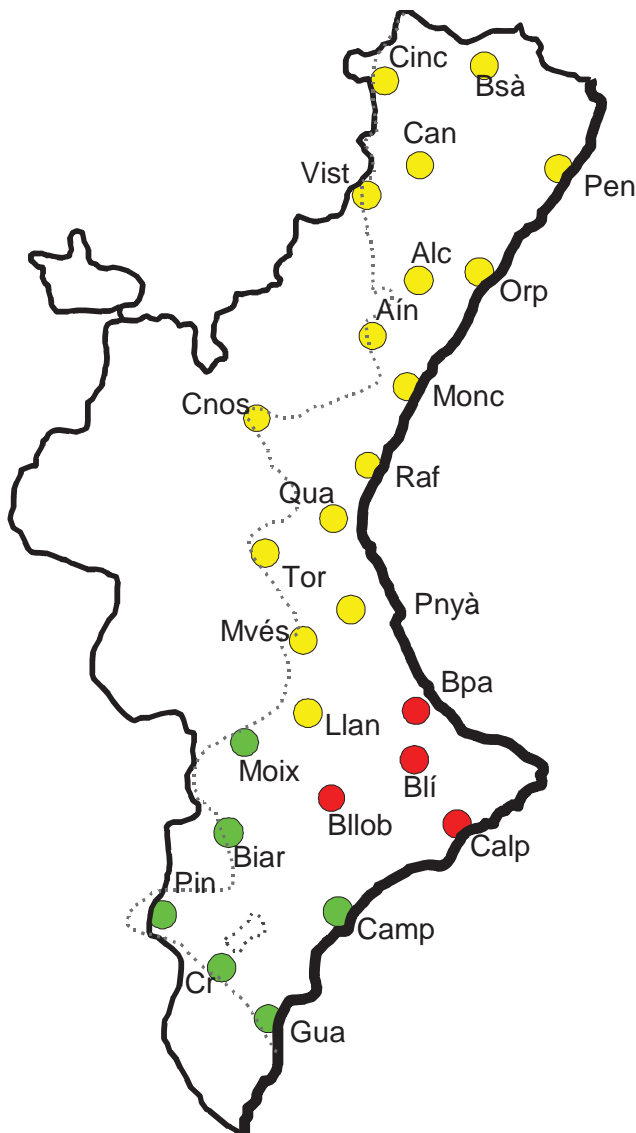 Cinc
Bsà
Can
Vist
Pen
Alc
Orp
Aín
Monc
Cnos
Raf
Qua
Tor
Pnyà
Mvés
Bpa
Llan
Moix
Blí
Bllob
Calp
Biar
Pin
Camp
Cr
Gua